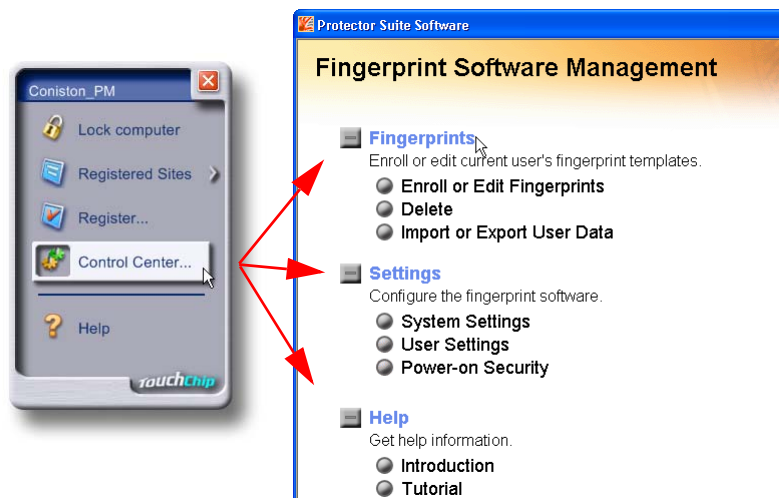 Coniston_PM
Lock computer
Registered Sites
Register...
Control Center...
Help
TouchChip
Protector Suite Software
Fingerprint Software Management
Fingerprints
Enroll or edit current user's fingerprint templates.
Enroll or Edit Fingerprints
Delete
Import or Export User Data
Settings
Configure the fingerprint software.
System Settings
User Settings
Power-on Security
Help
Get help information.
Introduction
Tutorial